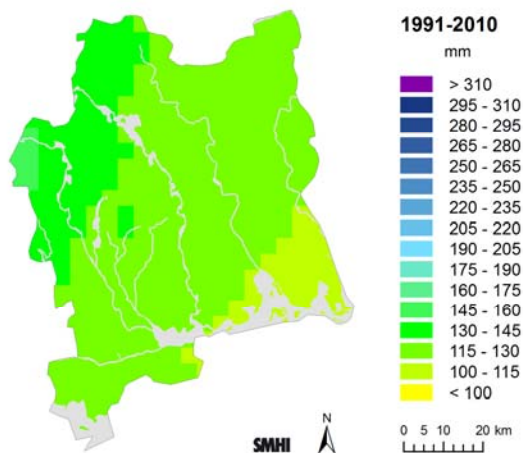 1991-2010
mm
> 310
295 - 310
280 - 295
265 - 280
250 - 265
235 - 250
220 - 235
205 - 220
190 - 205
175 - 190
160 - 175
145 - 160
130 - 145
115 - 130
100 - 115
< 100
SMHI
N
0 10 20 km